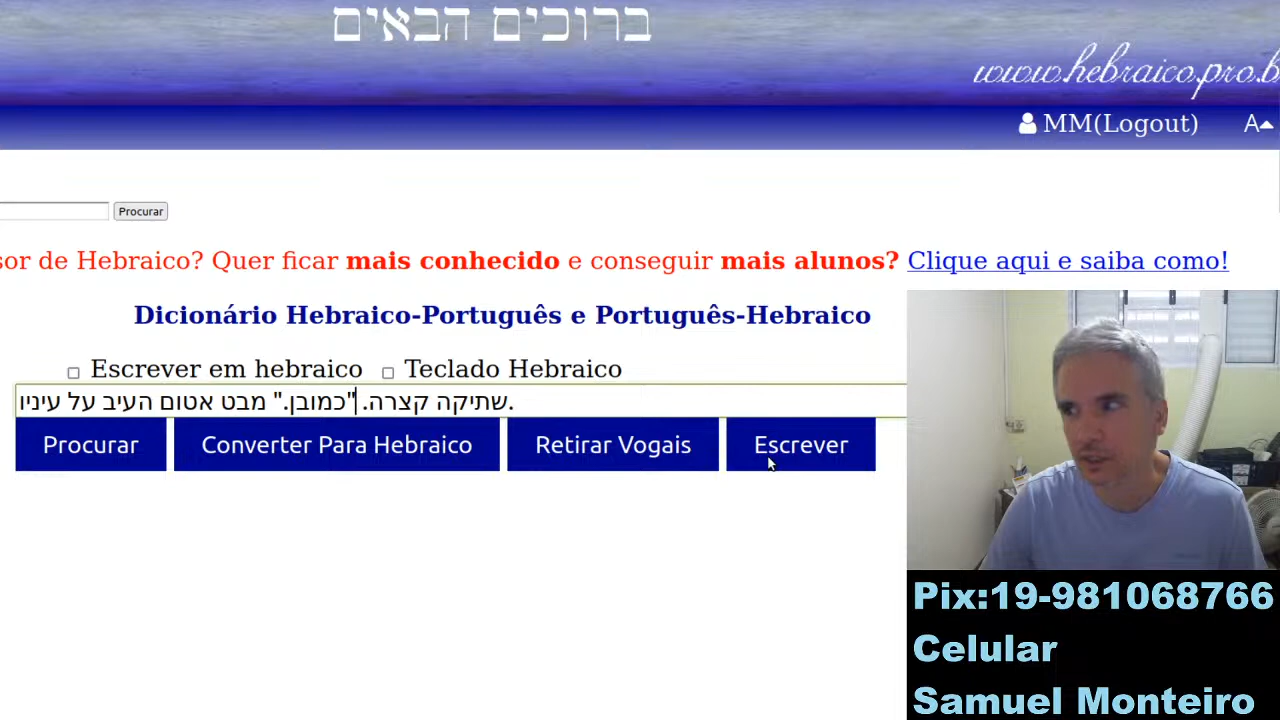 ברוכים הבאים
www.hebraico.pro.b
MM(Logout) A
Procurar
sor de Hebraico? Quer ficar mais conhecido e conseguir mais alunos? Clique aqui e saiba como!
Dicionário Hebraico-Português e Português-Hebraico
Escrever em hebraico Teclado Hebraico
שתיקה קצרה. "כמובן." מבט אטום העיב על עיניו.
Procurar Converter Para Hebraico Retirar Vogais Escrever
Pix:19-981068766
Celular
Samuel Monteiro